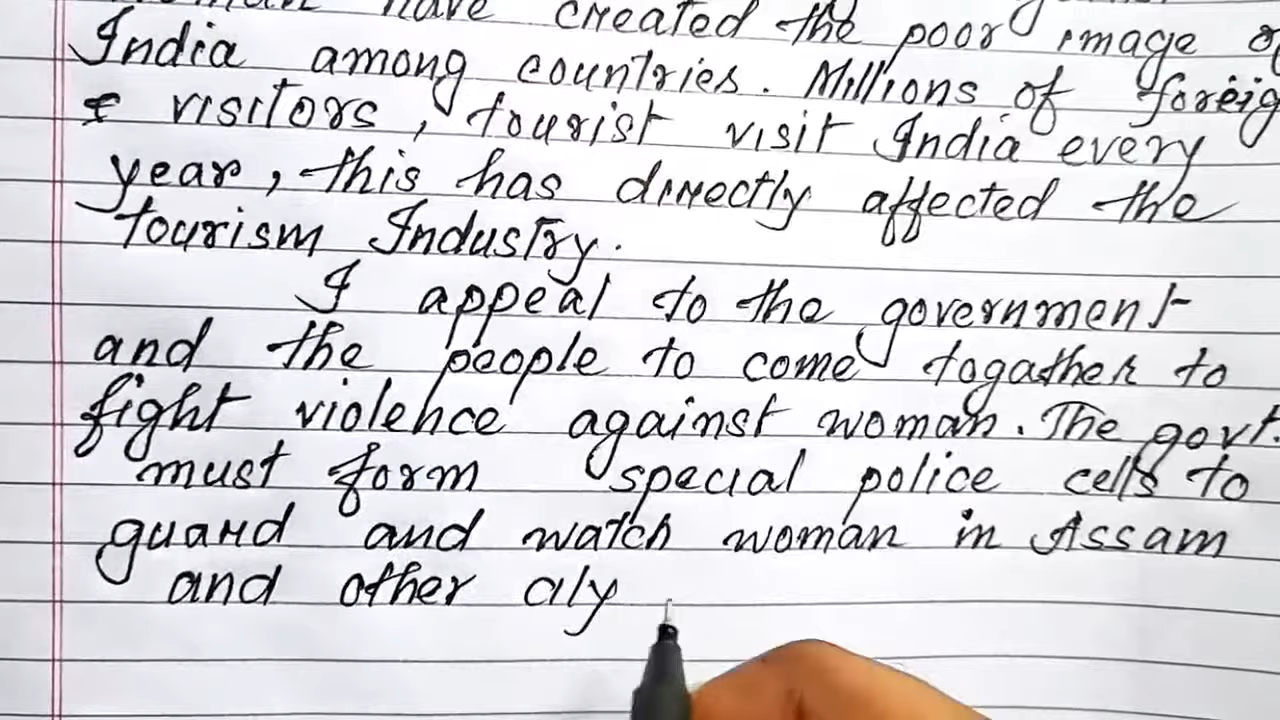 have created the poor image of
India among countries. Millions of foreig
visitors, tourist visit India every
year, this has directly affected the
tourism Industry.
I appeal to the government
and the people to come togather to
fight violence against woman. The govt.
must form special police cells to
guard and watch woman in Assam
and other